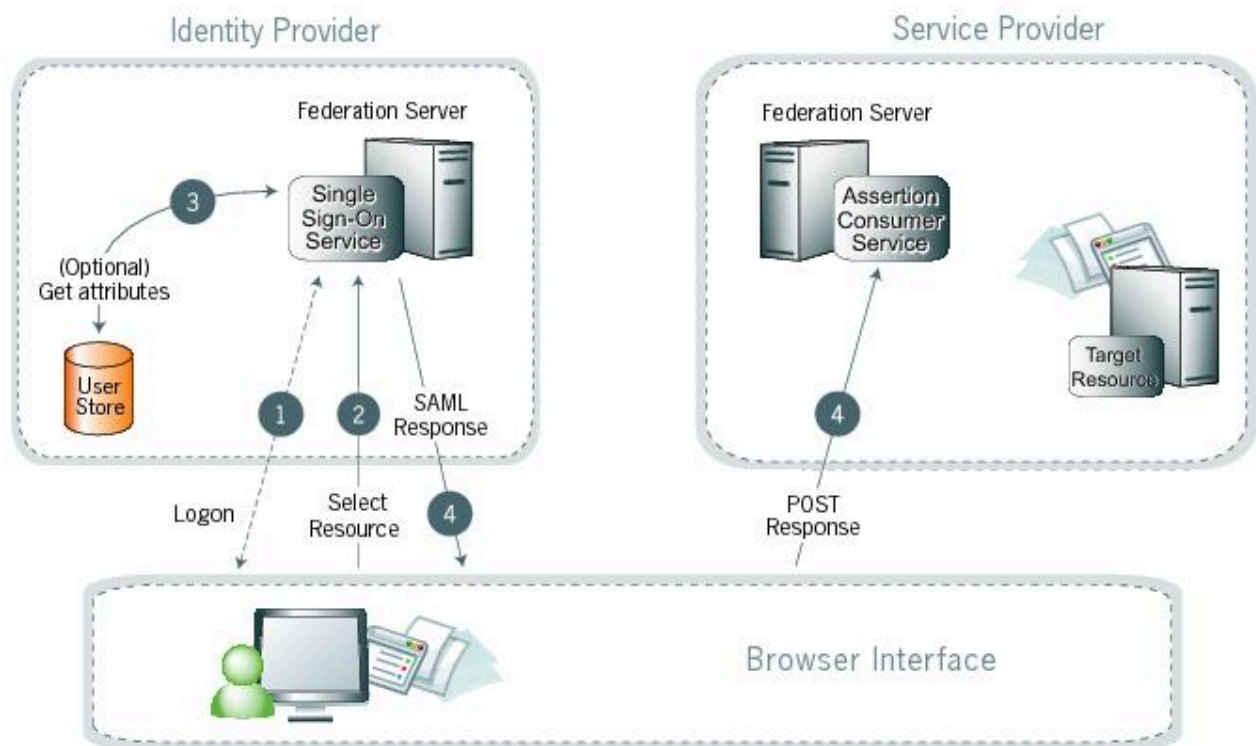 Identity Provider
Service Provider
Federation Server
Single
Sign-On
Service
3
(Optional)
Get attributes
User
Store
1
2
SAML
Response
Logon
Select
Resource
4
Federation Server
Assertion
Consumer
Service
Target
Resource
4
POST
Response
Browser Interface